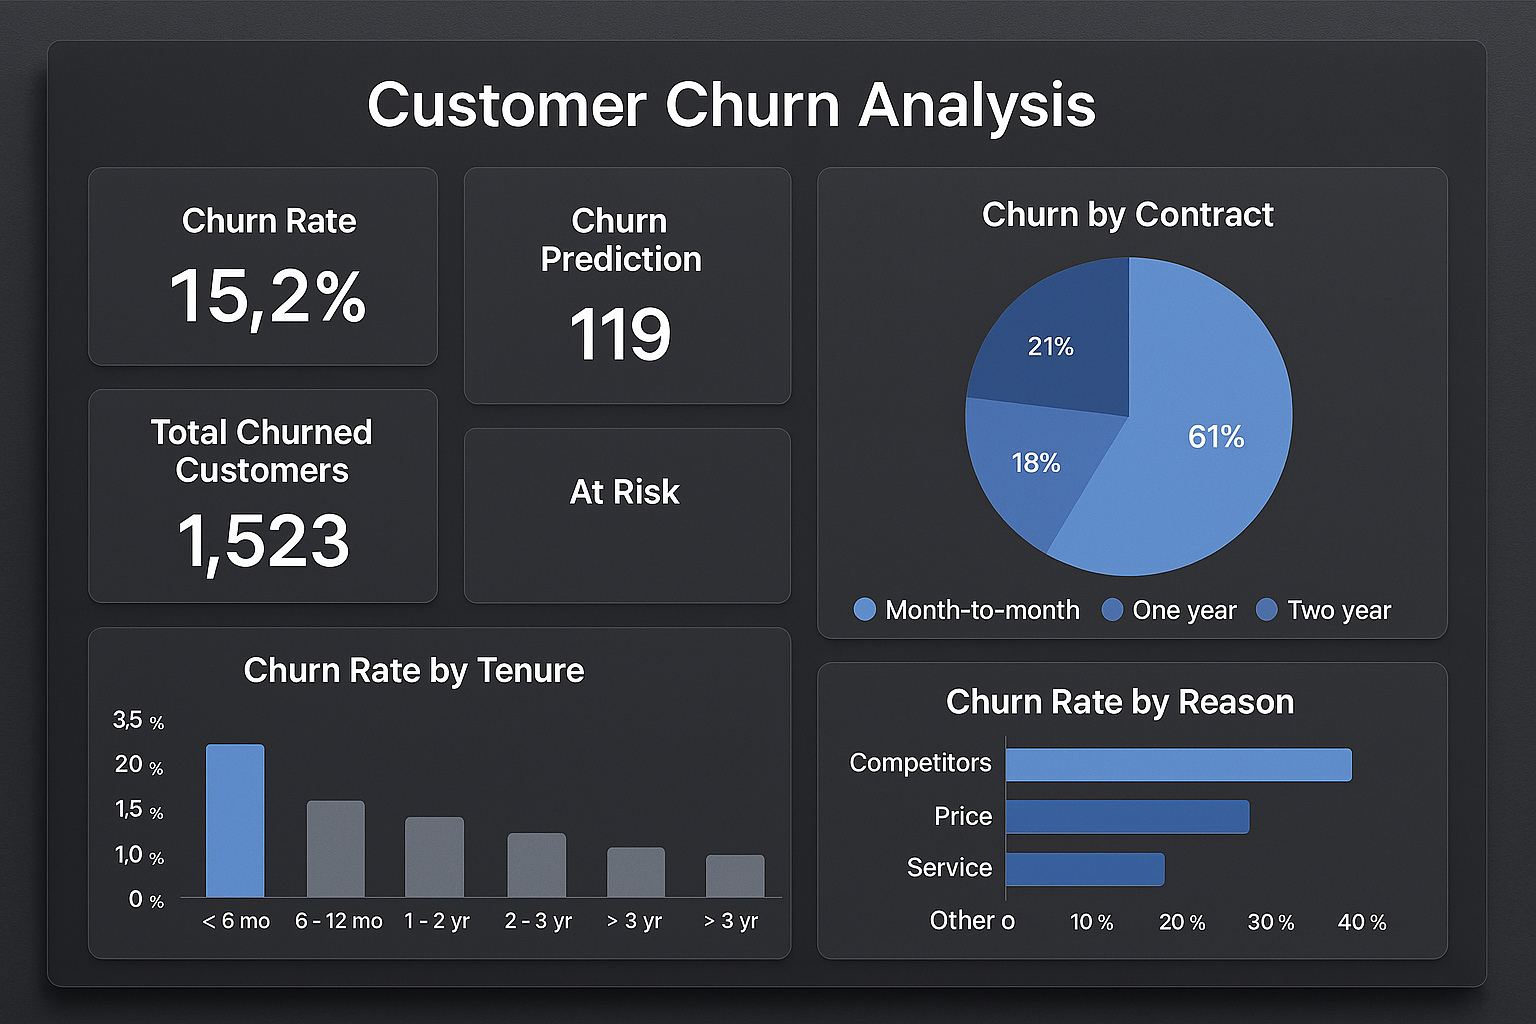 Customer Churn Analysis
Churn Rate
15,2%
Churn
Prediction
119
Total Churned
Customers
1,523
At Risk
Churn by Contract
21%
61%
18%
Month-to-month One year Two year
Churn Rate by Tenure
3,5 %
20 %
1,5 %
1,0 %
0 %
< 6 mo 6 - 12 mo 1 - 2 yr 2 - 3 yr > 3 yr > 3 yr
Churn Rate by Reason
Competitors
Price
Service
Other o 10 % 20 % 30 % 40 %